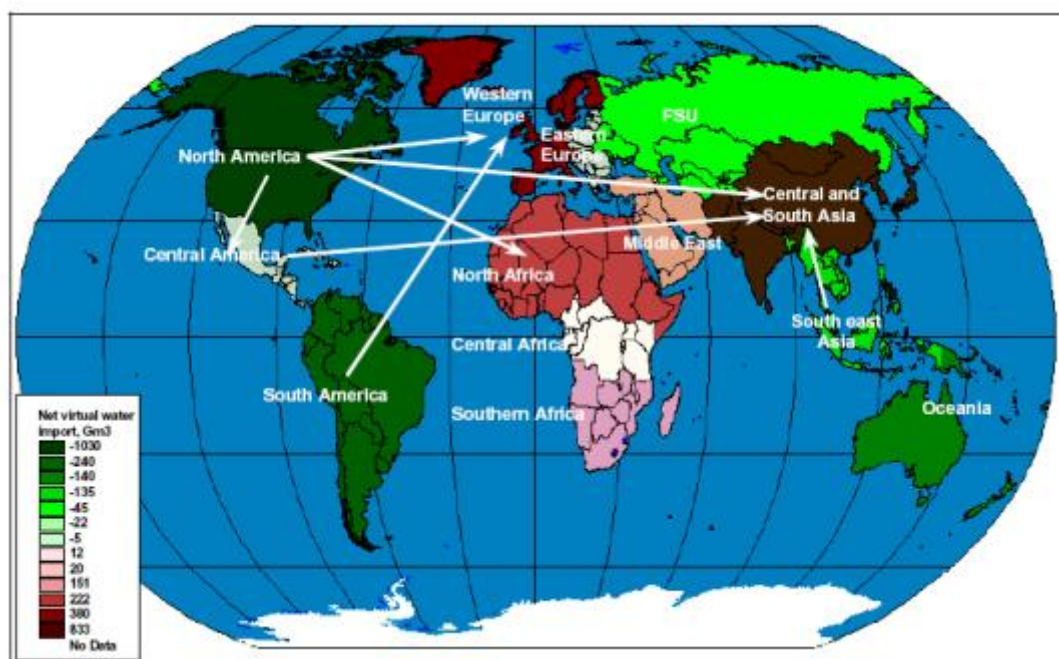 Western
Europe
FSU
Eastern
Europe
North America
Central and
South Asia
Central America
Middle East
North Africa
South east
Asia
Central Africa
South America
Southern Africa
Oceania
Net virtual water
import, Gm3
-1030
-240
-140
-135
-45
-22
-5
12
20
151
222
380
833
No Data